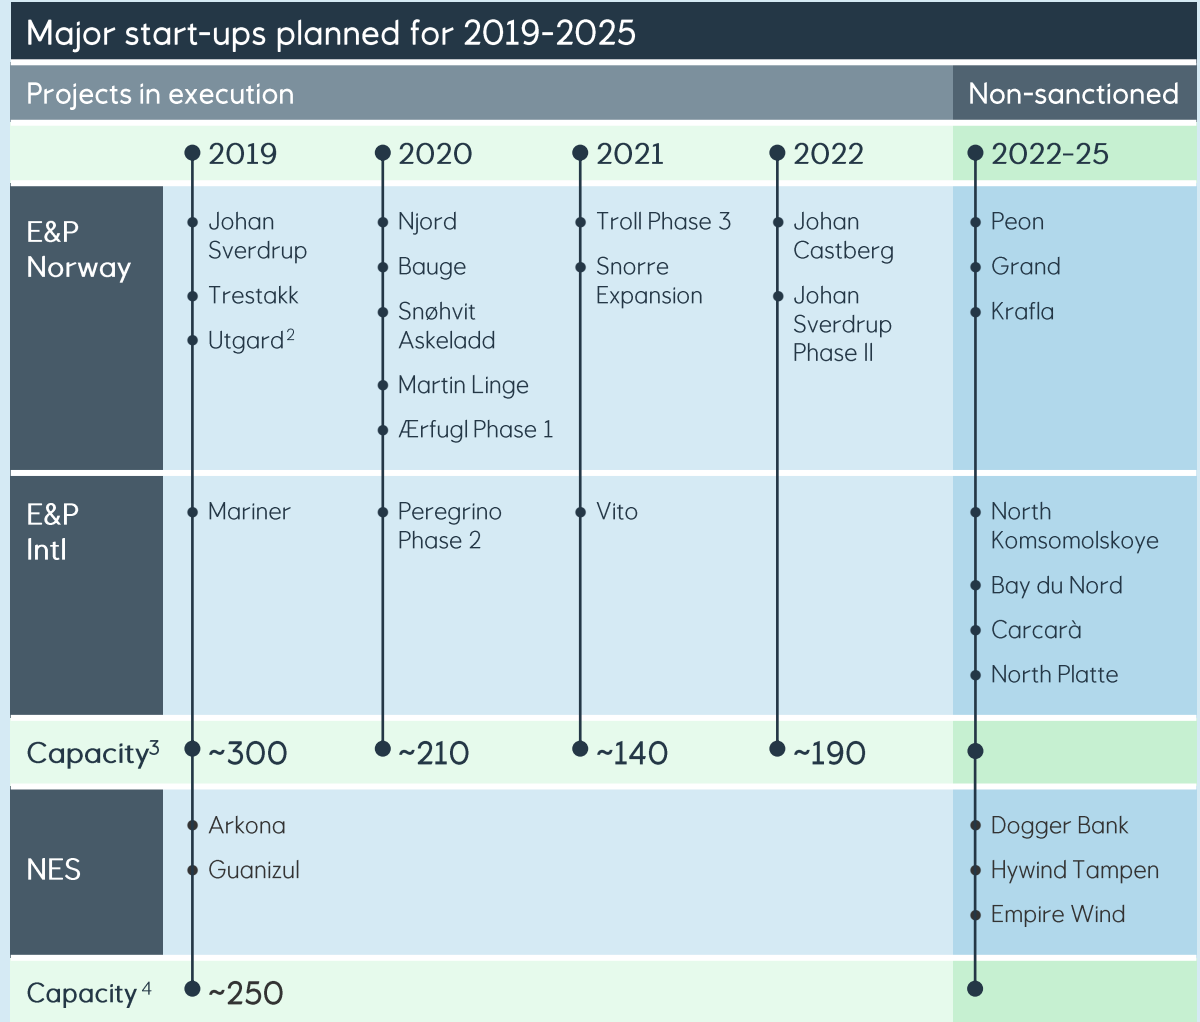 Major start-ups planned for 2019-2025
Projects in execution
Non-sanctioned
2019
2020
2021
2022
2022-25
E&P
Norway
Johan
Sverdrup
Trestakk
Utgard²
Njord
Bauge
Snøhvit
Askeladd
Martin Linge
Ærfugl Phase 1
Troll Phase 3
Snorre
Expansion
Johan
Castberg
Johan
Sverdrup
Phase II
Peon
Grand
Krafla
E&P
Intl
Mariner
Peregrino
Phase 2
Vito
North
Komsomolskoye
Bay du Nord
Carcarà
North Platte
Capacity³
~300
~210
~140
~190
NES
Arkona
Guanizul
Dogger Bank
Hywind Tampen
Empire Wind
Capacity⁴
~250